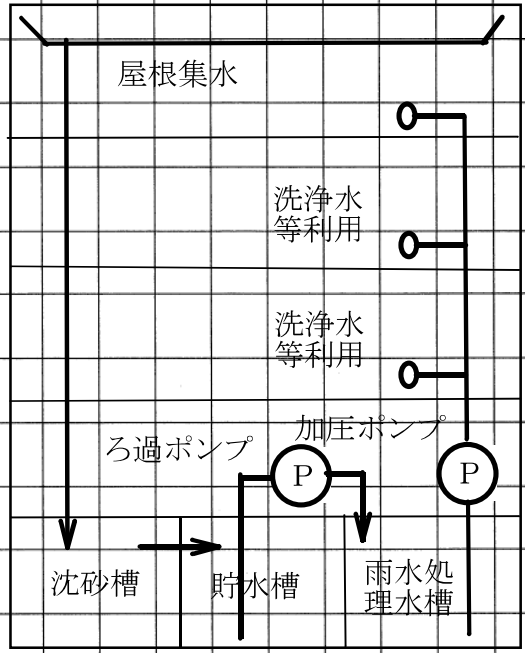 屋根集水
洗浄水
等利用
洗浄水
等利用
加圧ポンプ
ろ過ポンプ
P
P
沈砂槽
貯水槽
雨水処
理水槽